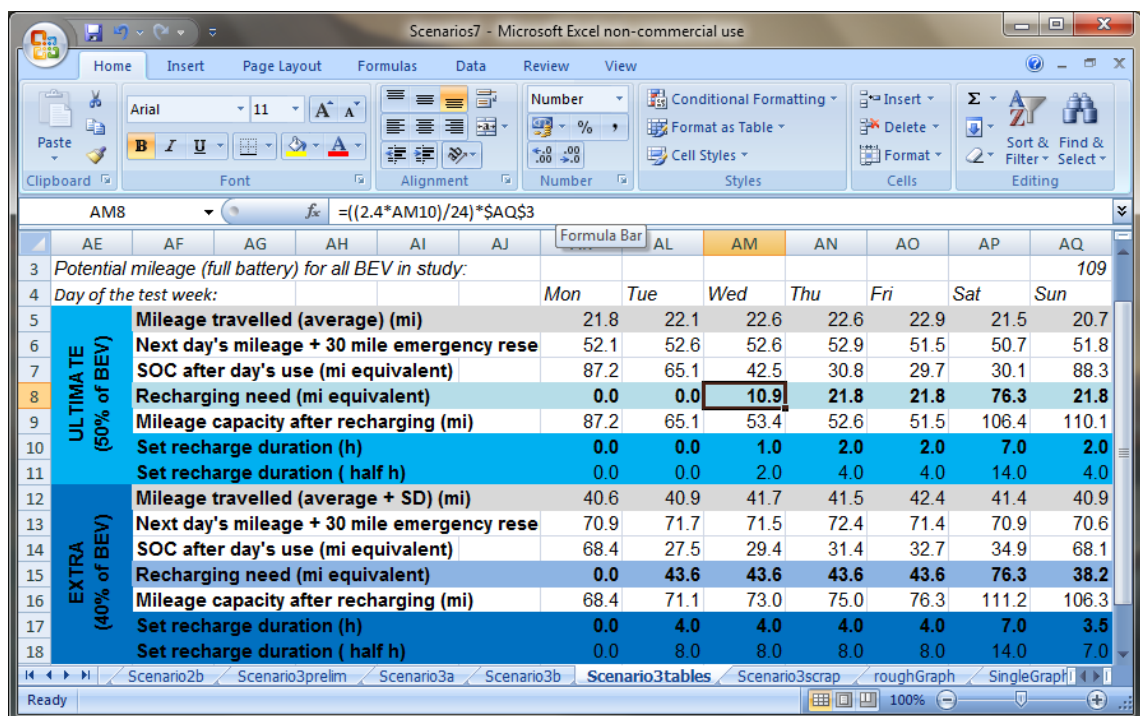 Scenarios7 - Microsoft Excel non-commercial use
Home Insert Page Layout Formulas Data Review View
Paste
Arial 11 A A
B I U A
Number
% ,
.0 .00 .00 .0
Conditional Formatting
Format as Table
Cell Styles
Insert
Delete
Format
Σ
Sort & Filter
Find & Select
Clipboard Font Alignment Number Styles Cells Editing
AM8 fx =((2.4*AM10)/24)*$AQ$3
Formula Bar
AE AF AG AH AI AJ AL AM AN AO AP AQ
3 Potential mileage (full battery) for all BEV in study: 109
4 Day of the test week: Mon Tue Wed Thu Fri Sat Sun
ULTIMATE
(50% of BEV)
5 Mileage travelled (average) (mi) 21.8 22.1 22.6 22.6 22.9 21.5 20.7
6 Next day's mileage + 30 mile emergency rese 52.1 52.6 52.6 52.9 51.5 50.7 51.8
7 SOC after day's use (mi equivalent) 87.2 65.1 42.5 30.8 29.7 30.1 88.3
8 Recharging need (mi equivalent) 0.0 0.0 10.9 21.8 21.8 76.3 21.8
9 Mileage capacity after recharging (mi) 87.2 65.1 53.4 52.6 51.5 106.4 110.1
10 Set recharge duration (h) 0.0 0.0 1.0 2.0 2.0 7.0 2.0
11 Set recharge duration ( half h) 0.0 0.0 2.0 4.0 4.0 14.0 4.0
EXTRA
(40% of BEV)
12 Mileage travelled (average + SD) (mi) 40.6 40.9 41.7 41.5 42.4 41.4 40.9
13 Next day's mileage + 30 mile emergency rese 70.9 71.7 71.5 72.4 71.4 70.9 70.6
14 SOC after day's use (mi equivalent) 68.4 27.5 29.4 31.4 32.7 34.9 68.1
15 Recharging need (mi equivalent) 0.0 43.6 43.6 43.6 43.6 76.3 38.2
16 Mileage capacity after recharging (mi) 68.4 71.1 73.0 75.0 76.3 111.2 106.3
17 Set recharge duration (h) 0.0 4.0 4.0 4.0 4.0 7.0 3.5
18 Set recharge duration ( half h) 0.0 8.0 8.0 8.0 8.0 14.0 7.0
Scenario2b Scenario3prelim Scenario3a Scenario3b Scenario3tables Scenario3scrap roughGraph SingleGraph
Ready 100%